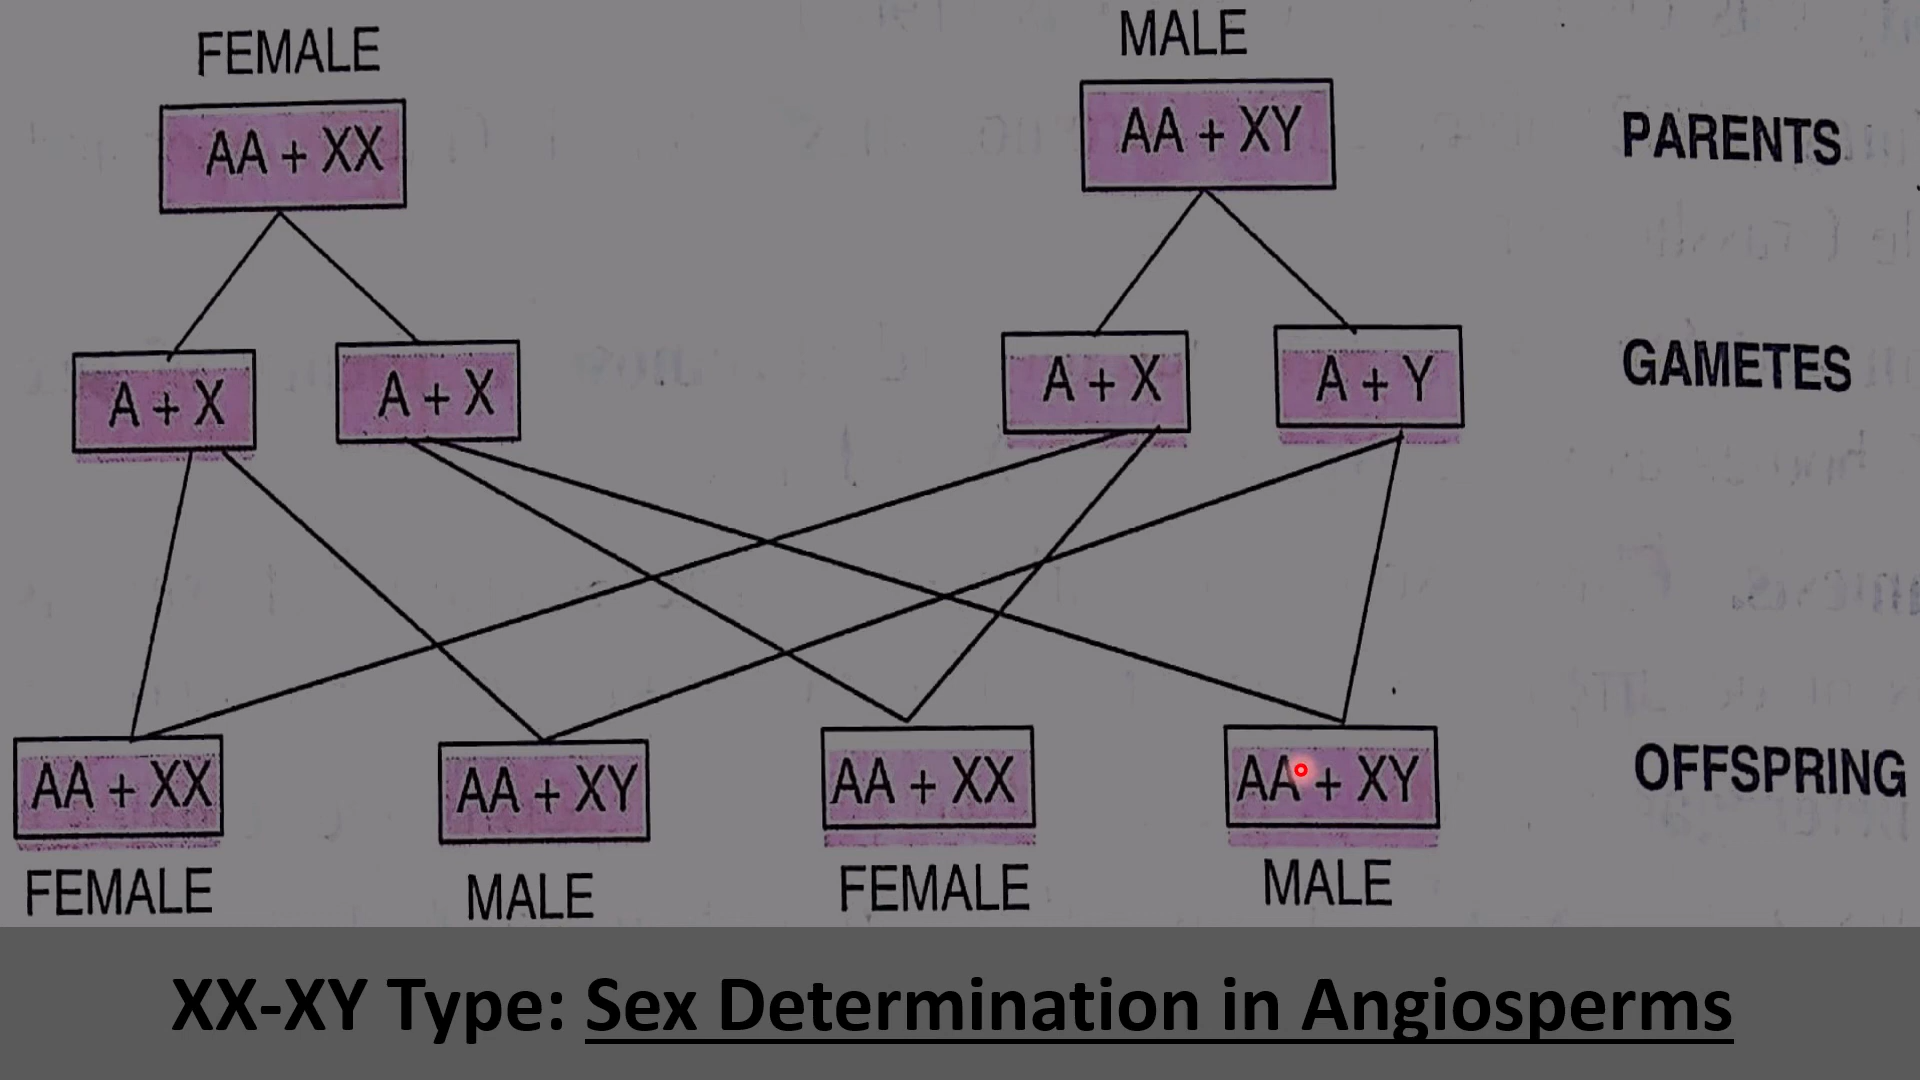 FEMALE
MALE
AA + XX
AA + XY
PARENTS
A + X
A + X
A + X
A + Y
GAMETES
AA + XX
AA + XY
AA + XX
AA + XY
OFFSPRING
FEMALE
MALE
FEMALE
MALE
XX-XY Type: Sex Determination in Angiosperms